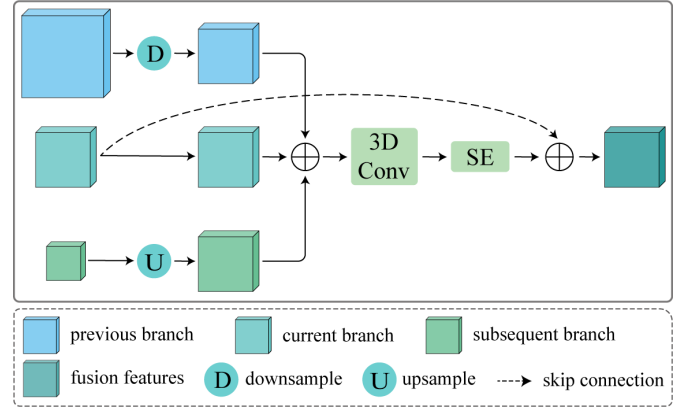 D
3D
Conv
SE
U
previous branch
current branch
subsequent branch
fusion features
D
downsample
U
upsample
skip connection